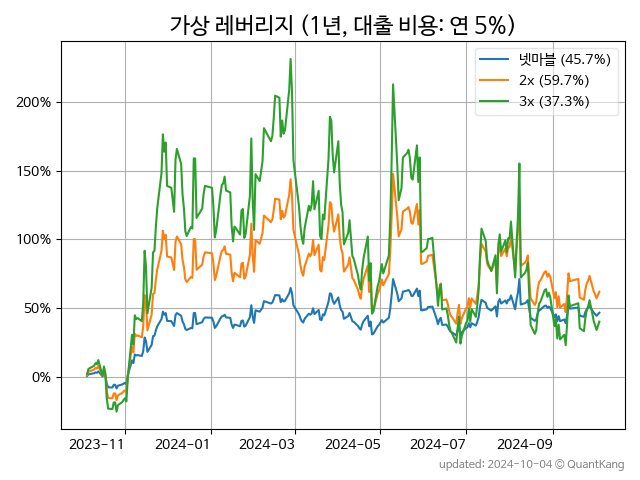 가상 레버리지 (1년, 대출 비용: 연 5%)
넷마블 (45.7%)
2x (59.7%)
3x (37.3%)
200%
150%
100%
50%
0%
2023-11
2024-01
2024-03
2024-05
2024-07
2024-09
updated: 2024-10-04 © QuantKang